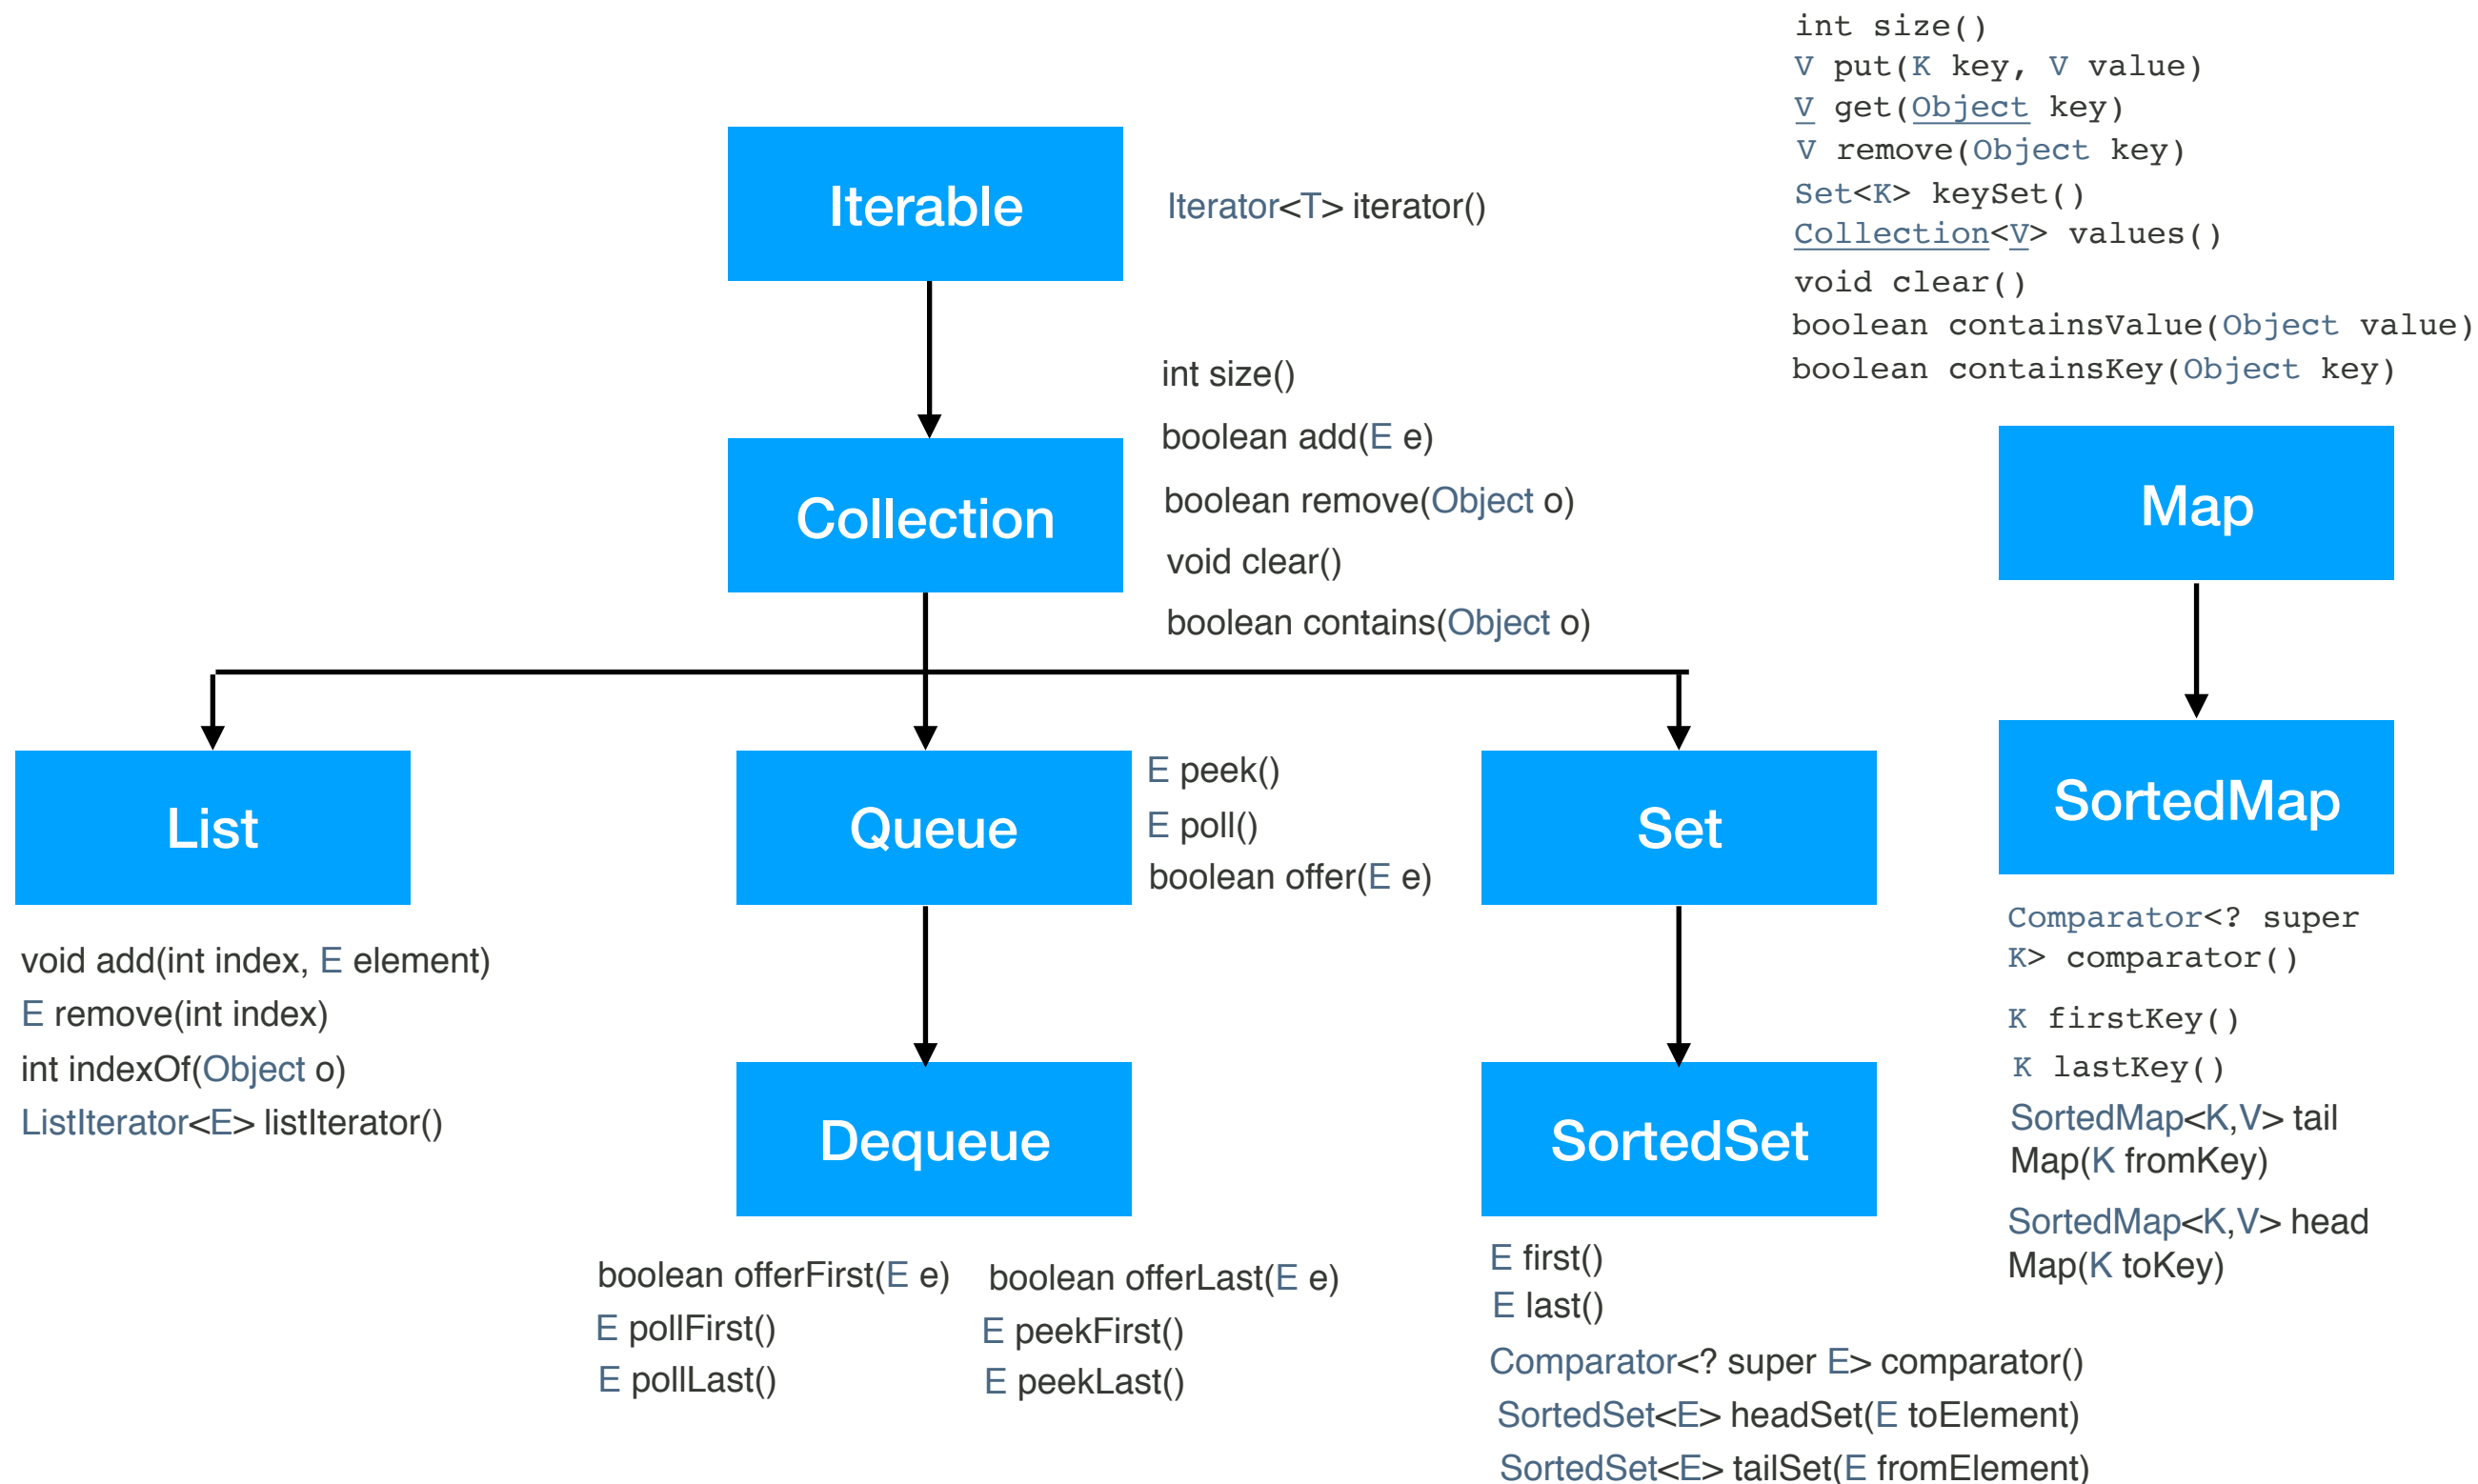 int size()
V put(K key, V value)
V get(Object key)
V remove(Object key)
Set<K> keySet()
Collection<V> values()
void clear()
boolean containsValue(Object value)
boolean containsKey(Object key)
Iterable
Iterator<T> iterator()
Collection
int size()
boolean add(E e)
boolean remove(Object o)
void clear()
boolean contains(Object o)
Map
List
Queue
E peek()
E poll()
boolean offer(E e)
Set
SortedMap
void add(int index, E element)
E remove(int index)
int indexOf(Object o)
ListIterator<E> listIterator()
Dequeue
SortedSet
Comparator<? super
K> comparator()
K firstKey()
K lastKey()
SortedMap<K,V> tail
Map(K fromKey)
SortedMap<K,V> head
Map(K toKey)
boolean offerFirst(E e)
E pollFirst()
E pollLast()
boolean offerLast(E e)
E peekFirst()
E peekLast()
E first()
E last()
Comparator<? super E> comparator()
SortedSet<E> headSet(E toElement)
SortedSet<E> tailSet(E fromElement)